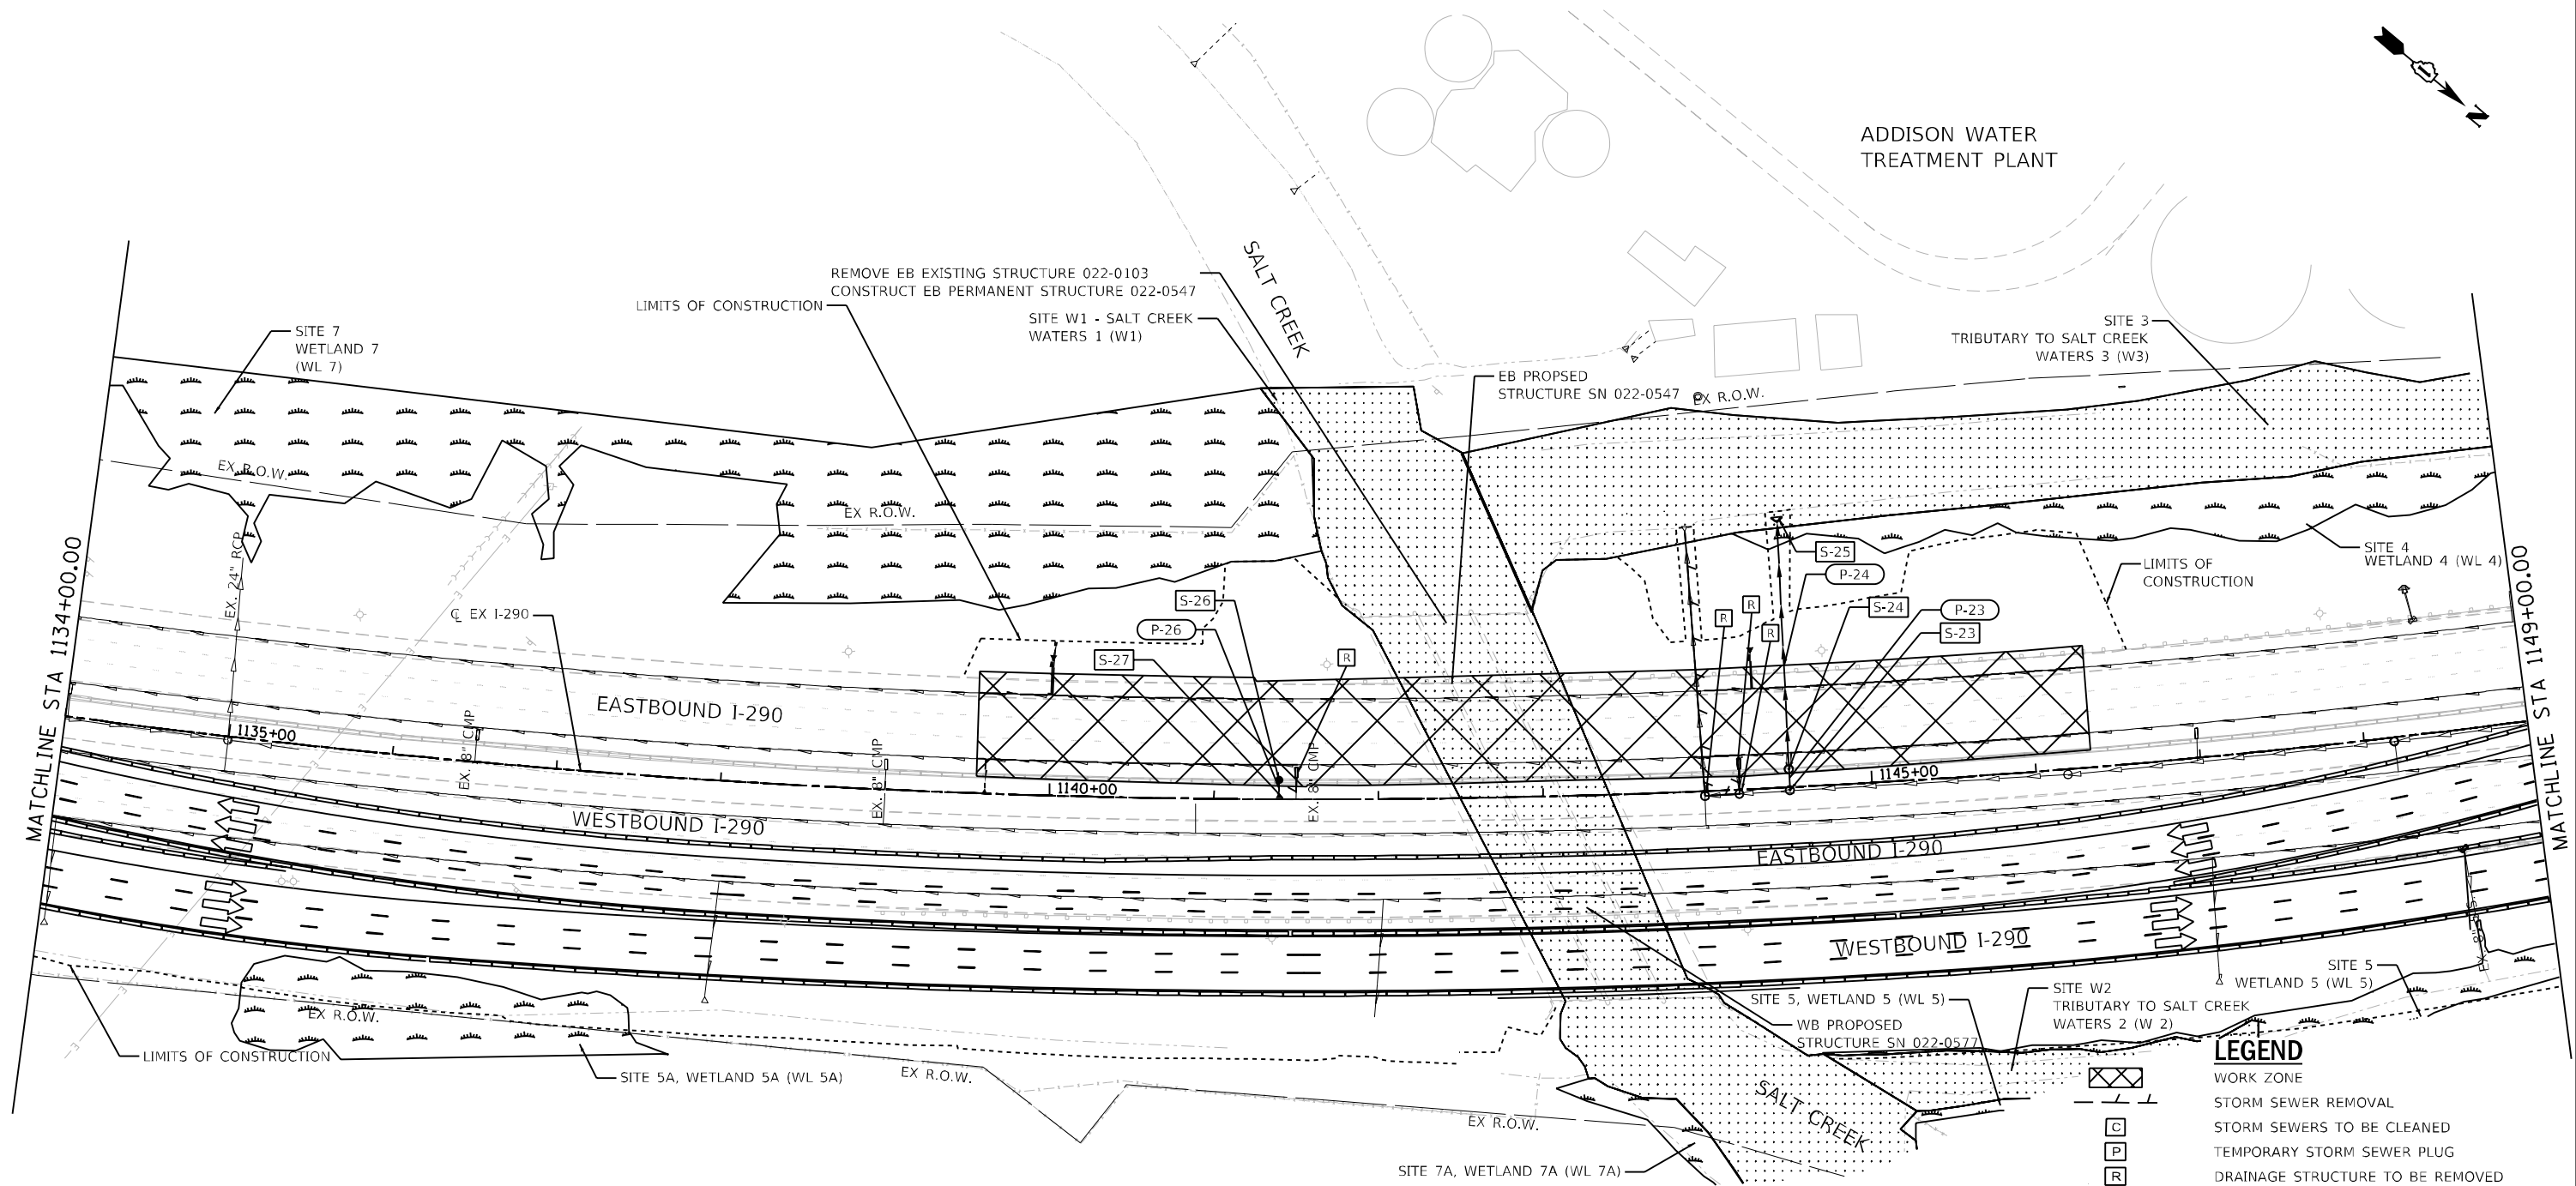 N
ADDISON WATER
TREATMENT PLANT
SALT CREEK
REMOVE EB EXISTING STRUCTURE 022-0103
CONSTRUCT EB PERMANENT STRUCTURE 022-0547
LIMITS OF CONSTRUCTION
SITE W1 - SALT CREEK
WATERS 1 (W1)
SITE 7
WETLAND 7
(WL 7)
SITE 3
TRIBUTARY TO SALT CREEK
WATERS 3 (W3)
EB PROPSED
STRUCTURE SN 022-0547
EX R.O.W.
EX R.O.W.
EX R.O.W.
MATCHLINE STA 1134+00.00
MATCHLINE STA 1149+00.00
EX. 24" RCP
℄ EX I-290
S-25
P-24
S-24
P-23
S-23
R
R
R
S-26
P-26
S-27
R
SITE 4
WETLAND 4 (WL 4)
LIMITS OF
CONSTRUCTION
EASTBOUND I-290
1135+00
EX. 8" CMP
EX. 8" CMP
EX. 8" CMP
1140+00
1145+00
WESTBOUND I-290
EASTBOUND I-290
WESTBOUND I-290
EX R.O.W.
LIMITS OF CONSTRUCTION
SITE 5A, WETLAND 5A (WL 5A)
EX R.O.W.
EX R.O.W.
SITE 5, WETLAND 5 (WL 5)
WB PROPOSED
STRUCTURE SN 022-0577
SITE W2
TRIBUTARY TO SALT CREEK
WATERS 2 (W 2)
SITE 5
WETLAND 5 (WL 5)
SALT CREEK
SITE 7A, WETLAND 7A (WL 7A)
LEGEND
WORK ZONE
STORM SEWER REMOVAL
C STORM SEWERS TO BE CLEANED
P TEMPORARY STORM SEWER PLUG
R DRAINAGE STRUCTURE TO BE REMOVED